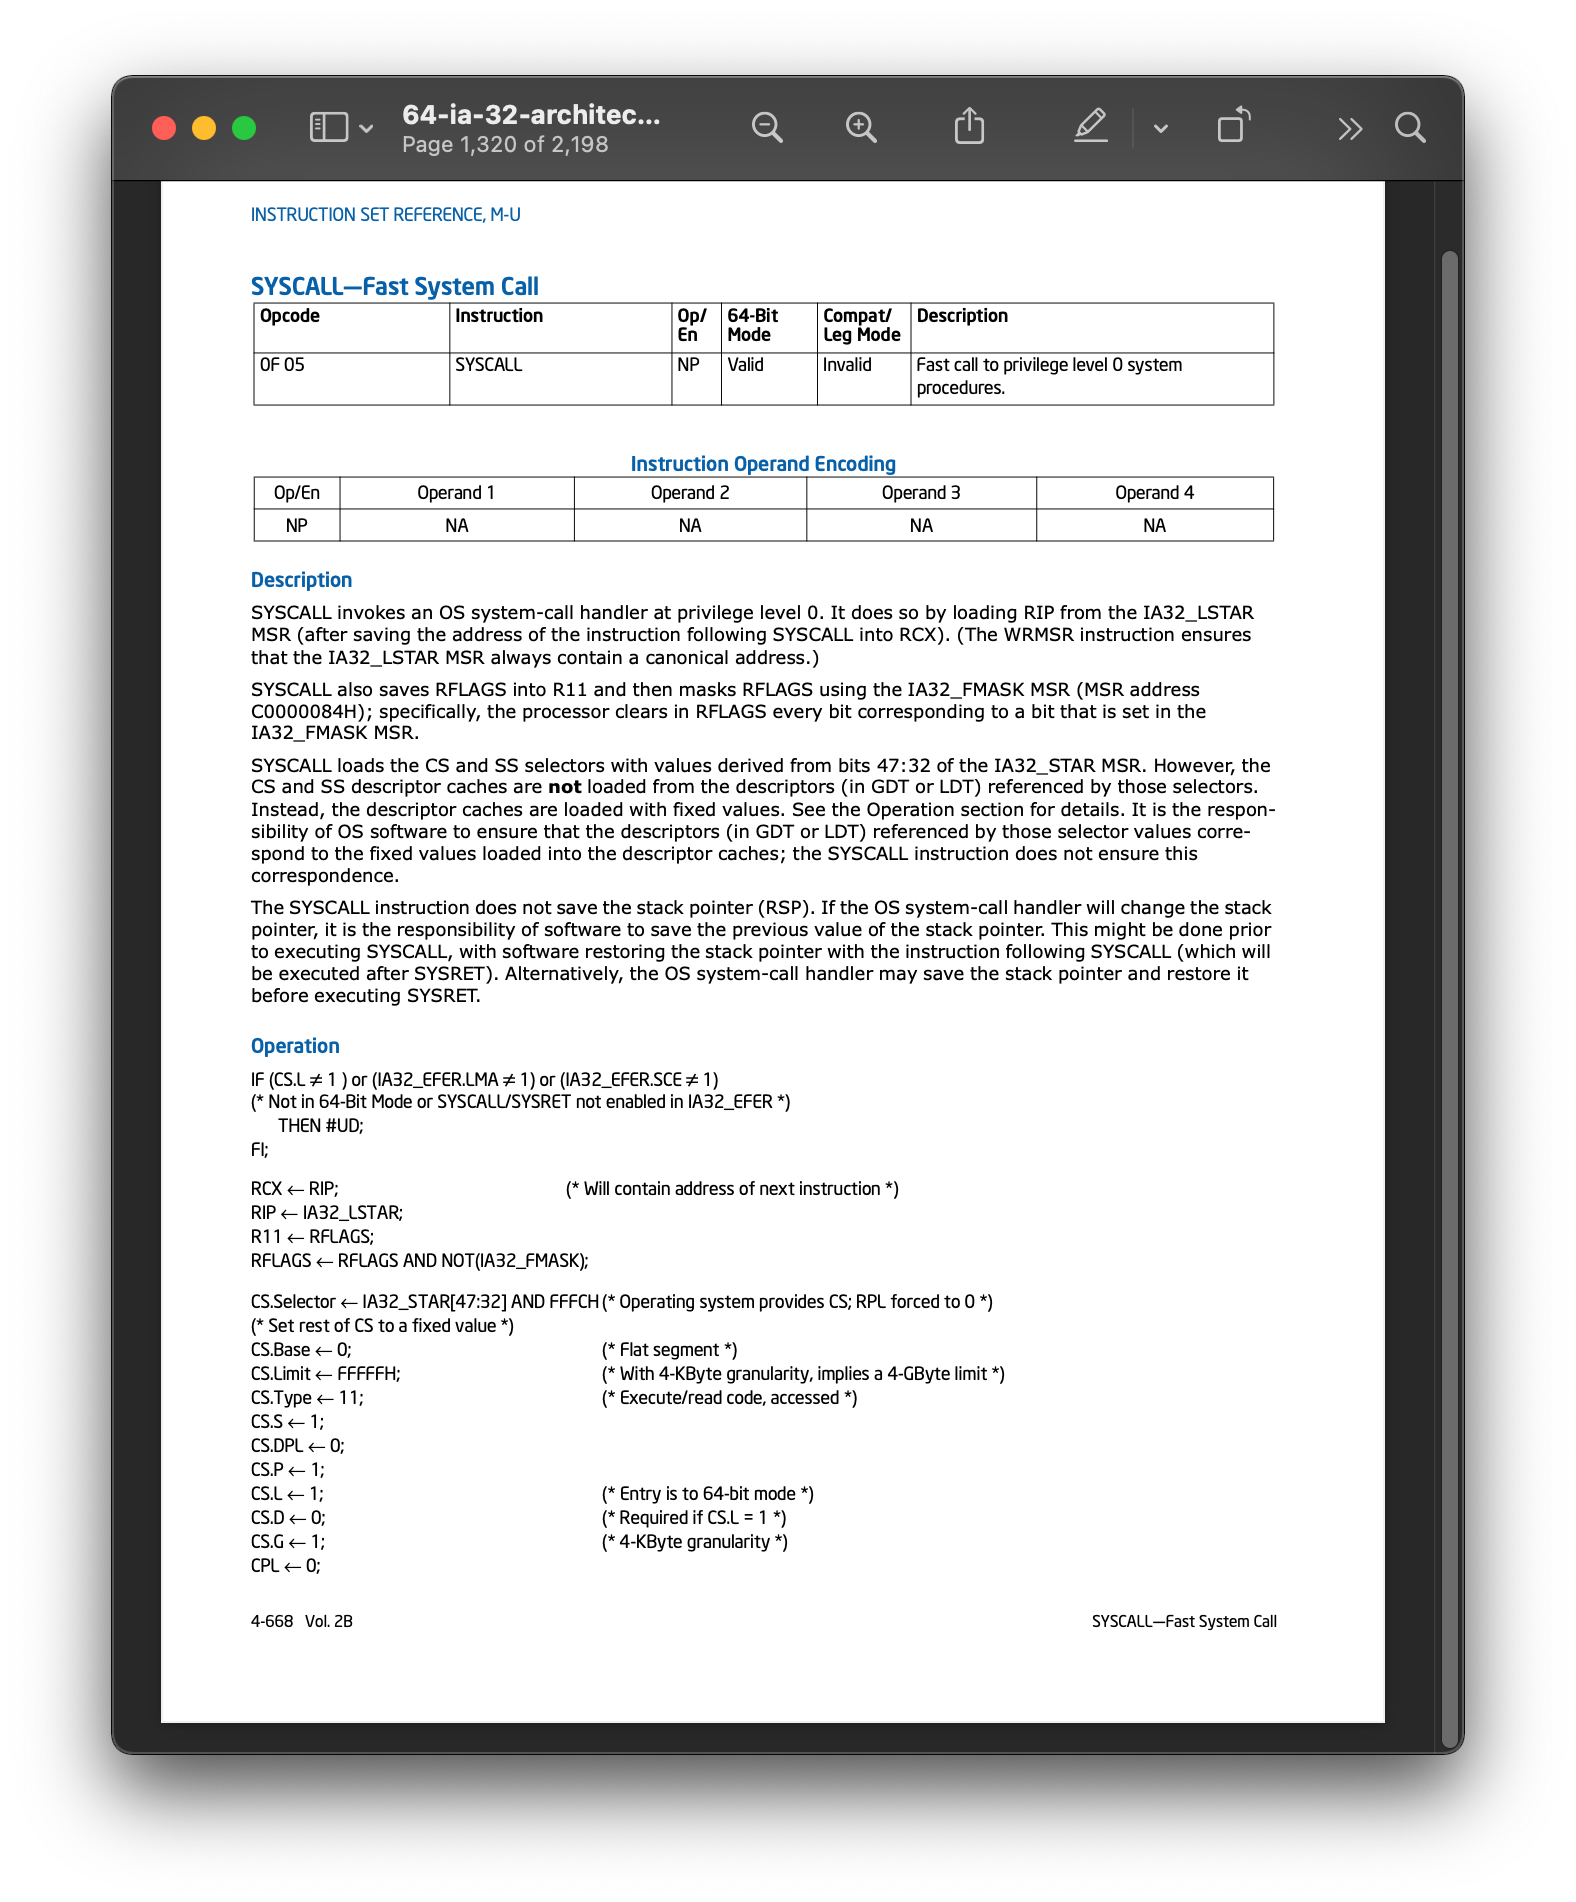 64-ia-32-architec...
Page 1,320 of 2,198
INSTRUCTION SET REFERENCE, M-U
SYSCALL—Fast System Call
Opcode Instruction Op/ En 64-Bit Mode Compat/ Leg Mode Description
0F 05 SYSCALL NP Valid Invalid Fast call to privilege level 0 system procedures.
Instruction Operand Encoding
Op/En Operand 1 Operand 2 Operand 3 Operand 4
NP NA NA NA NA
Description
SYSCALL invokes an OS system-call handler at privilege level 0. It does so by loading RIP from the IA32_LSTAR
MSR (after saving the address of the instruction following SYSCALL into RCX). (The WRMSR instruction ensures
that the IA32_LSTAR MSR always contain a canonical address.)
SYSCALL also saves RFLAGS into R11 and then masks RFLAGS using the IA32_FMASK MSR (MSR address
C0000084H); specifically, the processor clears in RFLAGS every bit corresponding to a bit that is set in the
IA32_FMASK MSR.
SYSCALL loads the CS and SS selectors with values derived from bits 47:32 of the IA32_STAR MSR. However, the
CS and SS descriptor caches are not loaded from the descriptors (in GDT or LDT) referenced by those selectors.
Instead, the descriptor caches are loaded with fixed values. See the Operation section for details. It is the respon-
sibility of OS software to ensure that the descriptors (in GDT or LDT) referenced by those selector values corre-
spond to the fixed values loaded into the descriptor caches; the SYSCALL instruction does not ensure this
correspondence.
The SYSCALL instruction does not save the stack pointer (RSP). If the OS system-call handler will change the stack
pointer, it is the responsibility of software to save the previous value of the stack pointer. This might be done prior
to executing SYSCALL, with software restoring the stack pointer with the instruction following SYSCALL (which will
be executed after SYSRET). Alternatively, the OS system-call handler may save the stack pointer and restore it
before executing SYSRET.
Operation
IF (CS.L ≠ 1 ) or (IA32_EFER.LMA ≠ 1) or (IA32_EFER.SCE ≠ 1)
(* Not in 64-Bit Mode or SYSCALL/SYSRET not enabled in IA32_EFER *)
THEN #UD;
FI;
RCX ← RIP; (* Will contain address of next instruction *)
RIP ← IA32_LSTAR;
R11 ← RFLAGS;
RFLAGS ← RFLAGS AND NOT(IA32_FMASK);
CS.Selector ← IA32_STAR[47:32] AND FFFCH (* Operating system provides CS; RPL forced to 0 *)
(* Set rest of CS to a fixed value *)
CS.Base ← 0; (* Flat segment *)
CS.Limit ← FFFFFH; (* With 4-KByte granularity, implies a 4-GByte limit *)
CS.Type ← 11; (* Execute/read code, accessed *)
CS.S ← 1;
CS.DPL ← 0;
CS.P ← 1;
CS.L ← 1; (* Entry is to 64-bit mode *)
CS.D ← 0; (* Required if CS.L = 1 *)
CS.G ← 1; (* 4-KByte granularity *)
CPL ← 0;
4-668 Vol. 2B SYSCALL—Fast System Call